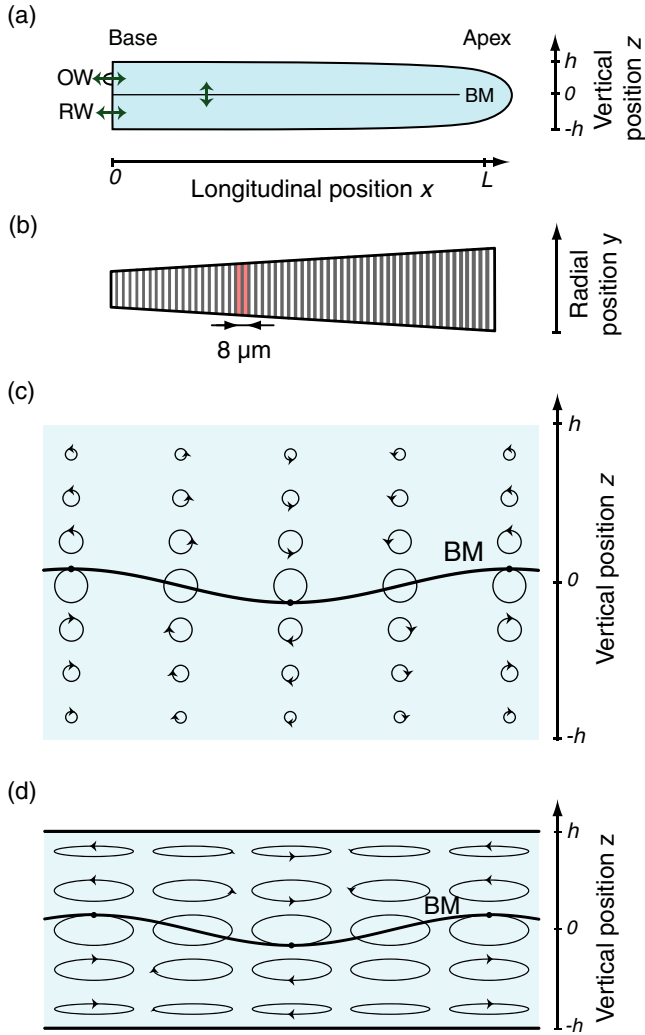 (a)
Base
Apex
OW
RW
BM
h
0
-h
Vertical position z
0
L
Longitudinal position x
(b)
8 μm
Radial position y
(c)
BM
h
0
-h
Vertical position z
(d)
BM
h
0
-h
Vertical position z